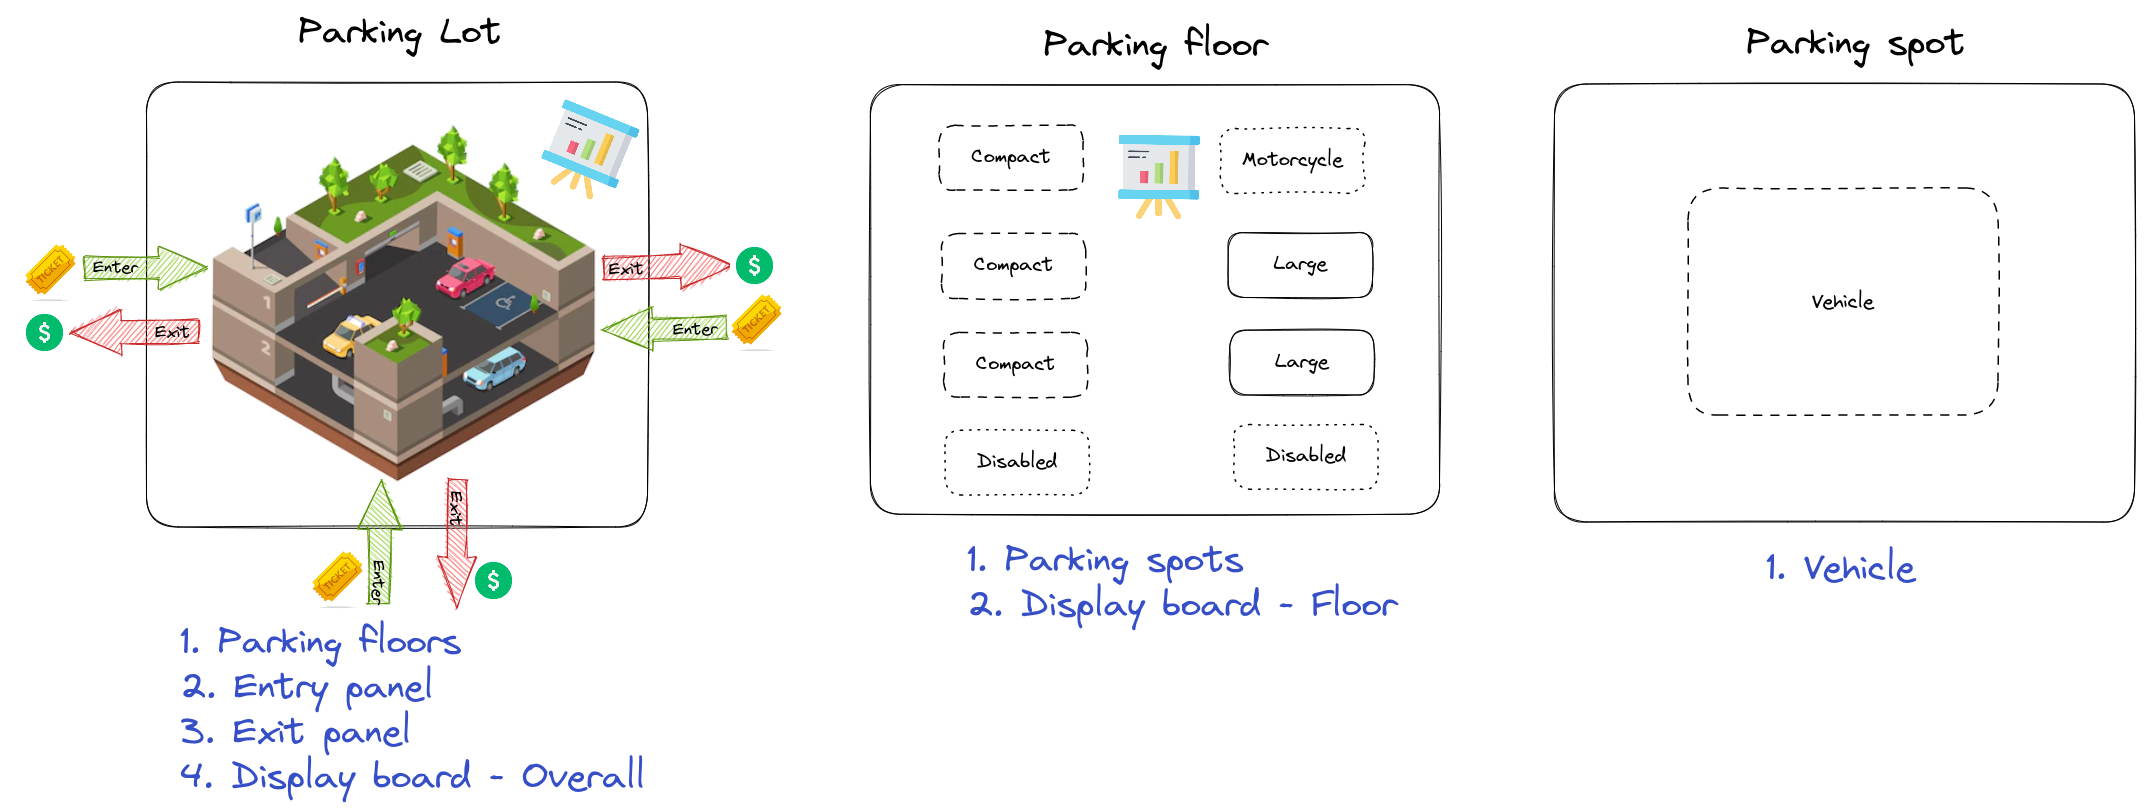 Parking Lot
TICKET
Enter
$
Exit
1
2
Exit
$
Enter
TICKET
TICKET
Enter
Exit
$
1. Parking floors
2. Entry panel
3. Exit panel
4. Display board - Overall
Parking floor
Compact
Motorcycle
Compact
Large
Compact
Large
Disabled
Disabled
1. Parking spots
2. Display board - Floor
Parking spot
Vehicle
1. Vehicle